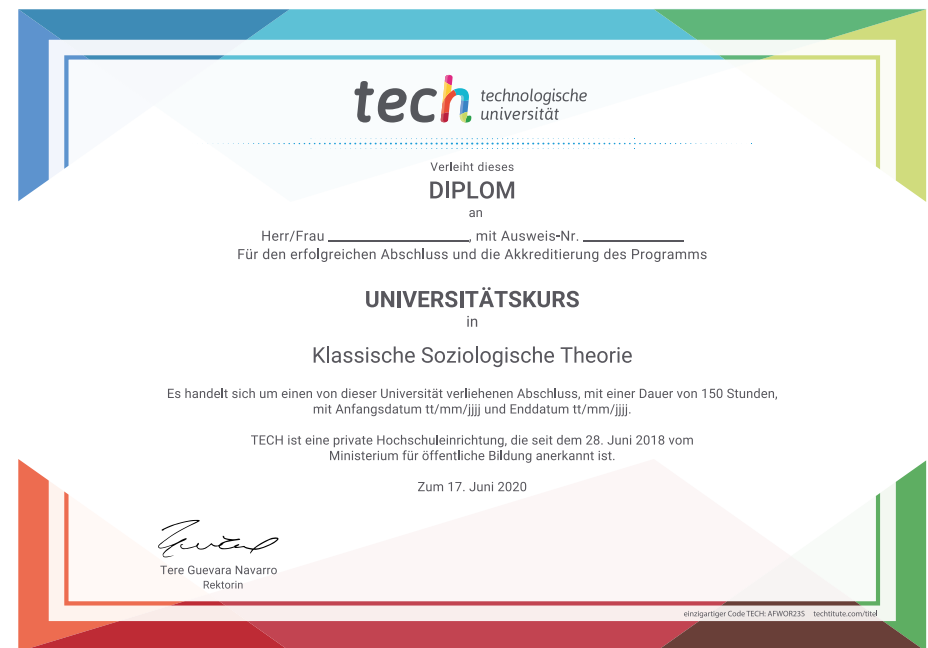 tech technologische
universität
Verleiht dieses
DIPLOM
an
Herr/Frau __________________, mit Ausweis-Nr. _____________
Für den erfolgreichen Abschluss und die Akkreditierung des Programms
UNIVERSITÄTSKURS
in
Klassische Soziologische Theorie
Es handelt sich um einen von dieser Universität verliehenen Abschluss, mit einer Dauer von 150 Stunden,
mit Anfangsdatum tt/mm/jjjj und Enddatum tt/mm/jjjj.
TECH ist eine private Hochschuleinrichtung, die seit dem 28. Juni 2018 vom
Ministerium für öffentliche Bildung anerkannt ist.
Zum 17. Juni 2020
Tere Guevara Navarro
Rektorin
einzigartiger Code TECH: AFWOR23S techtitute.com/titel